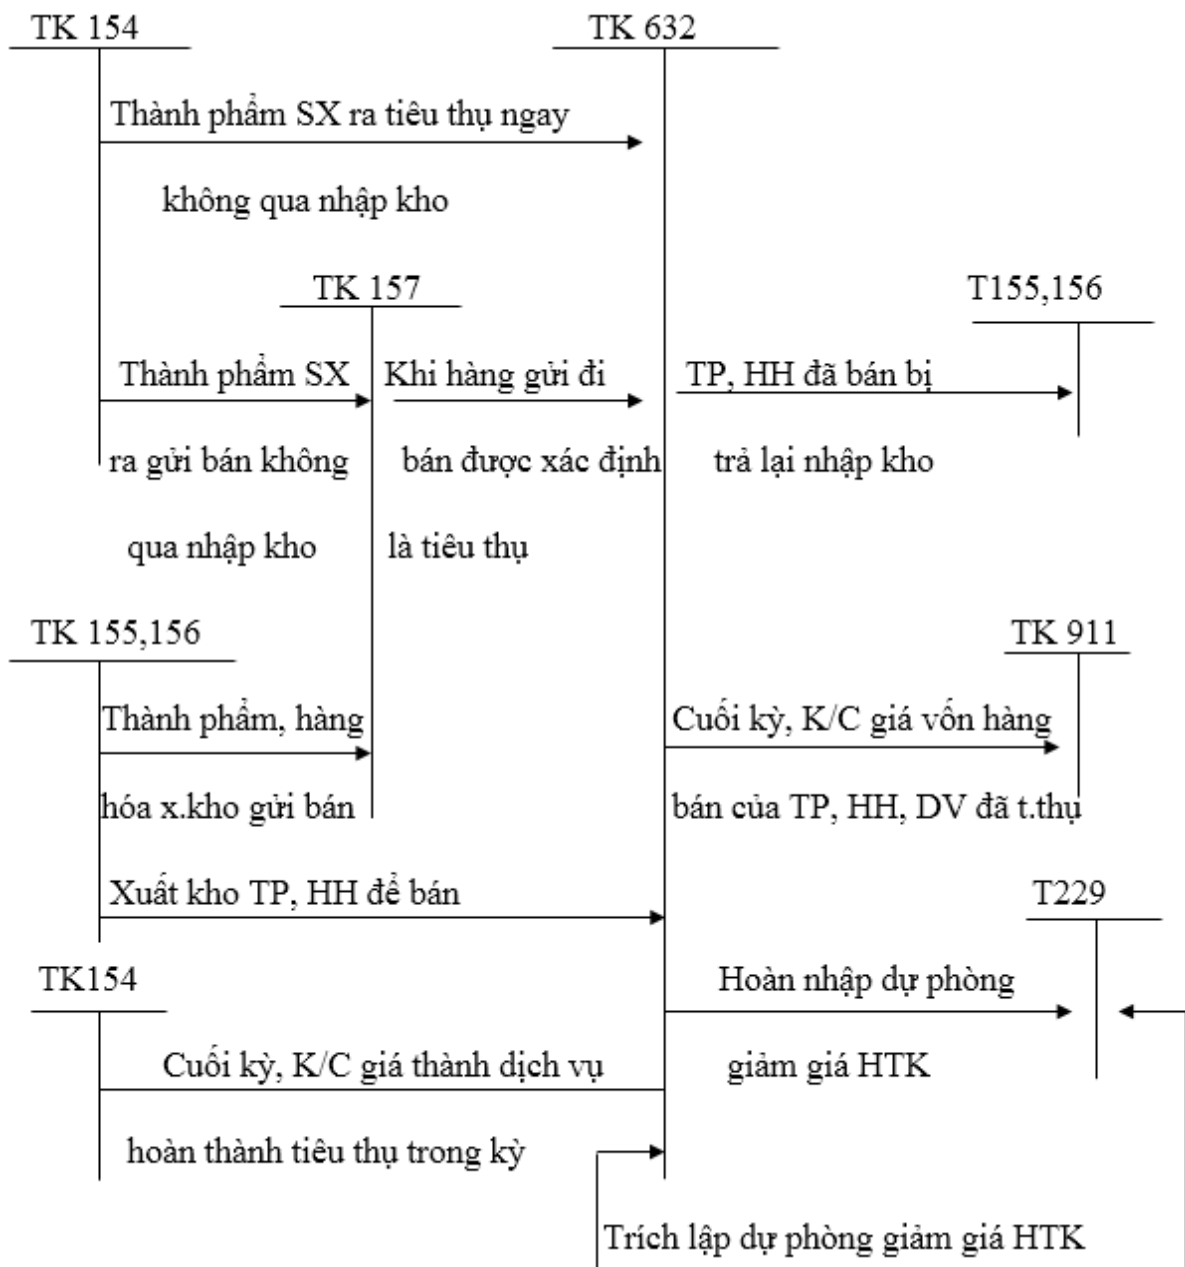 TK 154
TK 632
Thành phẩm SX ra tiêu thụ ngay
không qua nhập kho
TK 157
T155,156
Thành phẩm SX
Khi hàng gửi đi
TP, HH đã bán bị
ra gửi bán không
bán được xác định
trả lại nhập kho
qua nhập kho
là tiêu thụ
TK 155,156
TK 911
Thành phẩm, hàng
Cuối kỳ, K/C giá vốn hàng
hóa x.kho gửi bán
bán của TP, HH, DV đã t.thụ
Xuất kho TP, HH để bán
T229
TK154
Hoàn nhập dự phòng
Cuối kỳ, K/C giá thành dịch vụ
giảm giá HTK
hoàn thành tiêu thụ trong kỳ
Trích lập dự phòng giảm giá HTK